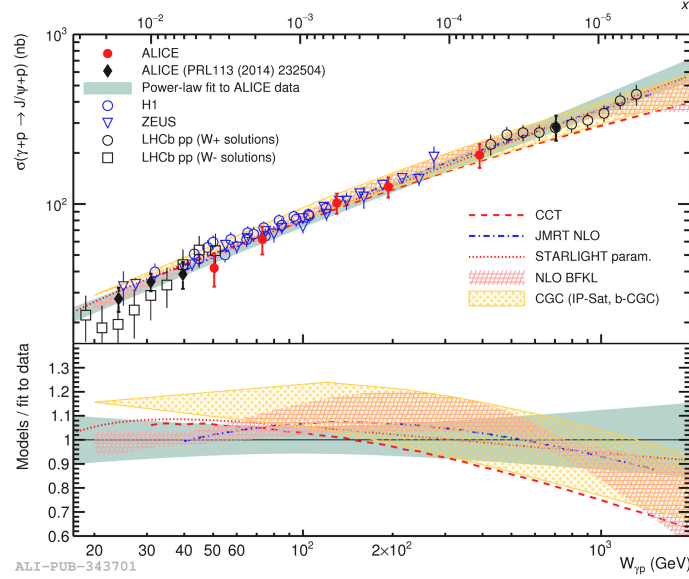 x
10⁻² 10⁻³ 10⁻⁴ 10⁻⁵
σ(γ+p → J/ψ+p) (nb)
10³
10²
ALICE
ALICE (PRL113 (2014) 232504)
Power-law fit to ALICE data
H1
ZEUS
LHCb pp (W+ solutions)
LHCb pp (W- solutions)
CCT
JMRT NLO
STARLIGHT param.
NLO BFKL
CGC (IP-Sat, b-CGC)
Models / fit to data
1.3
1.2
1.1
1
0.9
0.8
0.7
0.6
20 30 40 50 60 10² 2×10² 10³
W_γp (GeV)
ALI-PUB-343701